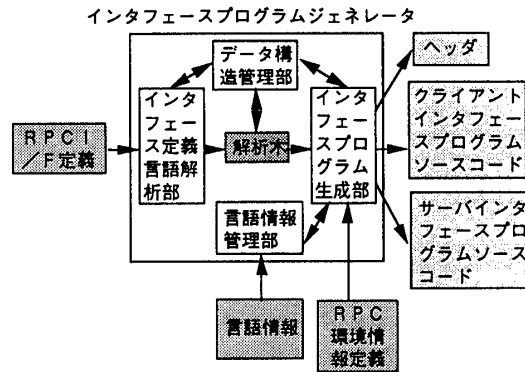 インタフェースプログラムジェネレータ
データ構
造管理部
ヘッダ
インタ
フェー
ス定義
言語解
析部
インタ
フェー
スプロ
グラム
生成部
クライアント
インタフェー
スプログラム
ソースコード
RPCI
/F定義
解析木
言語情報
管理部
サーバインタ
フェースプロ
グラムソース
コード
言語情報
RPC
環境情
報定義